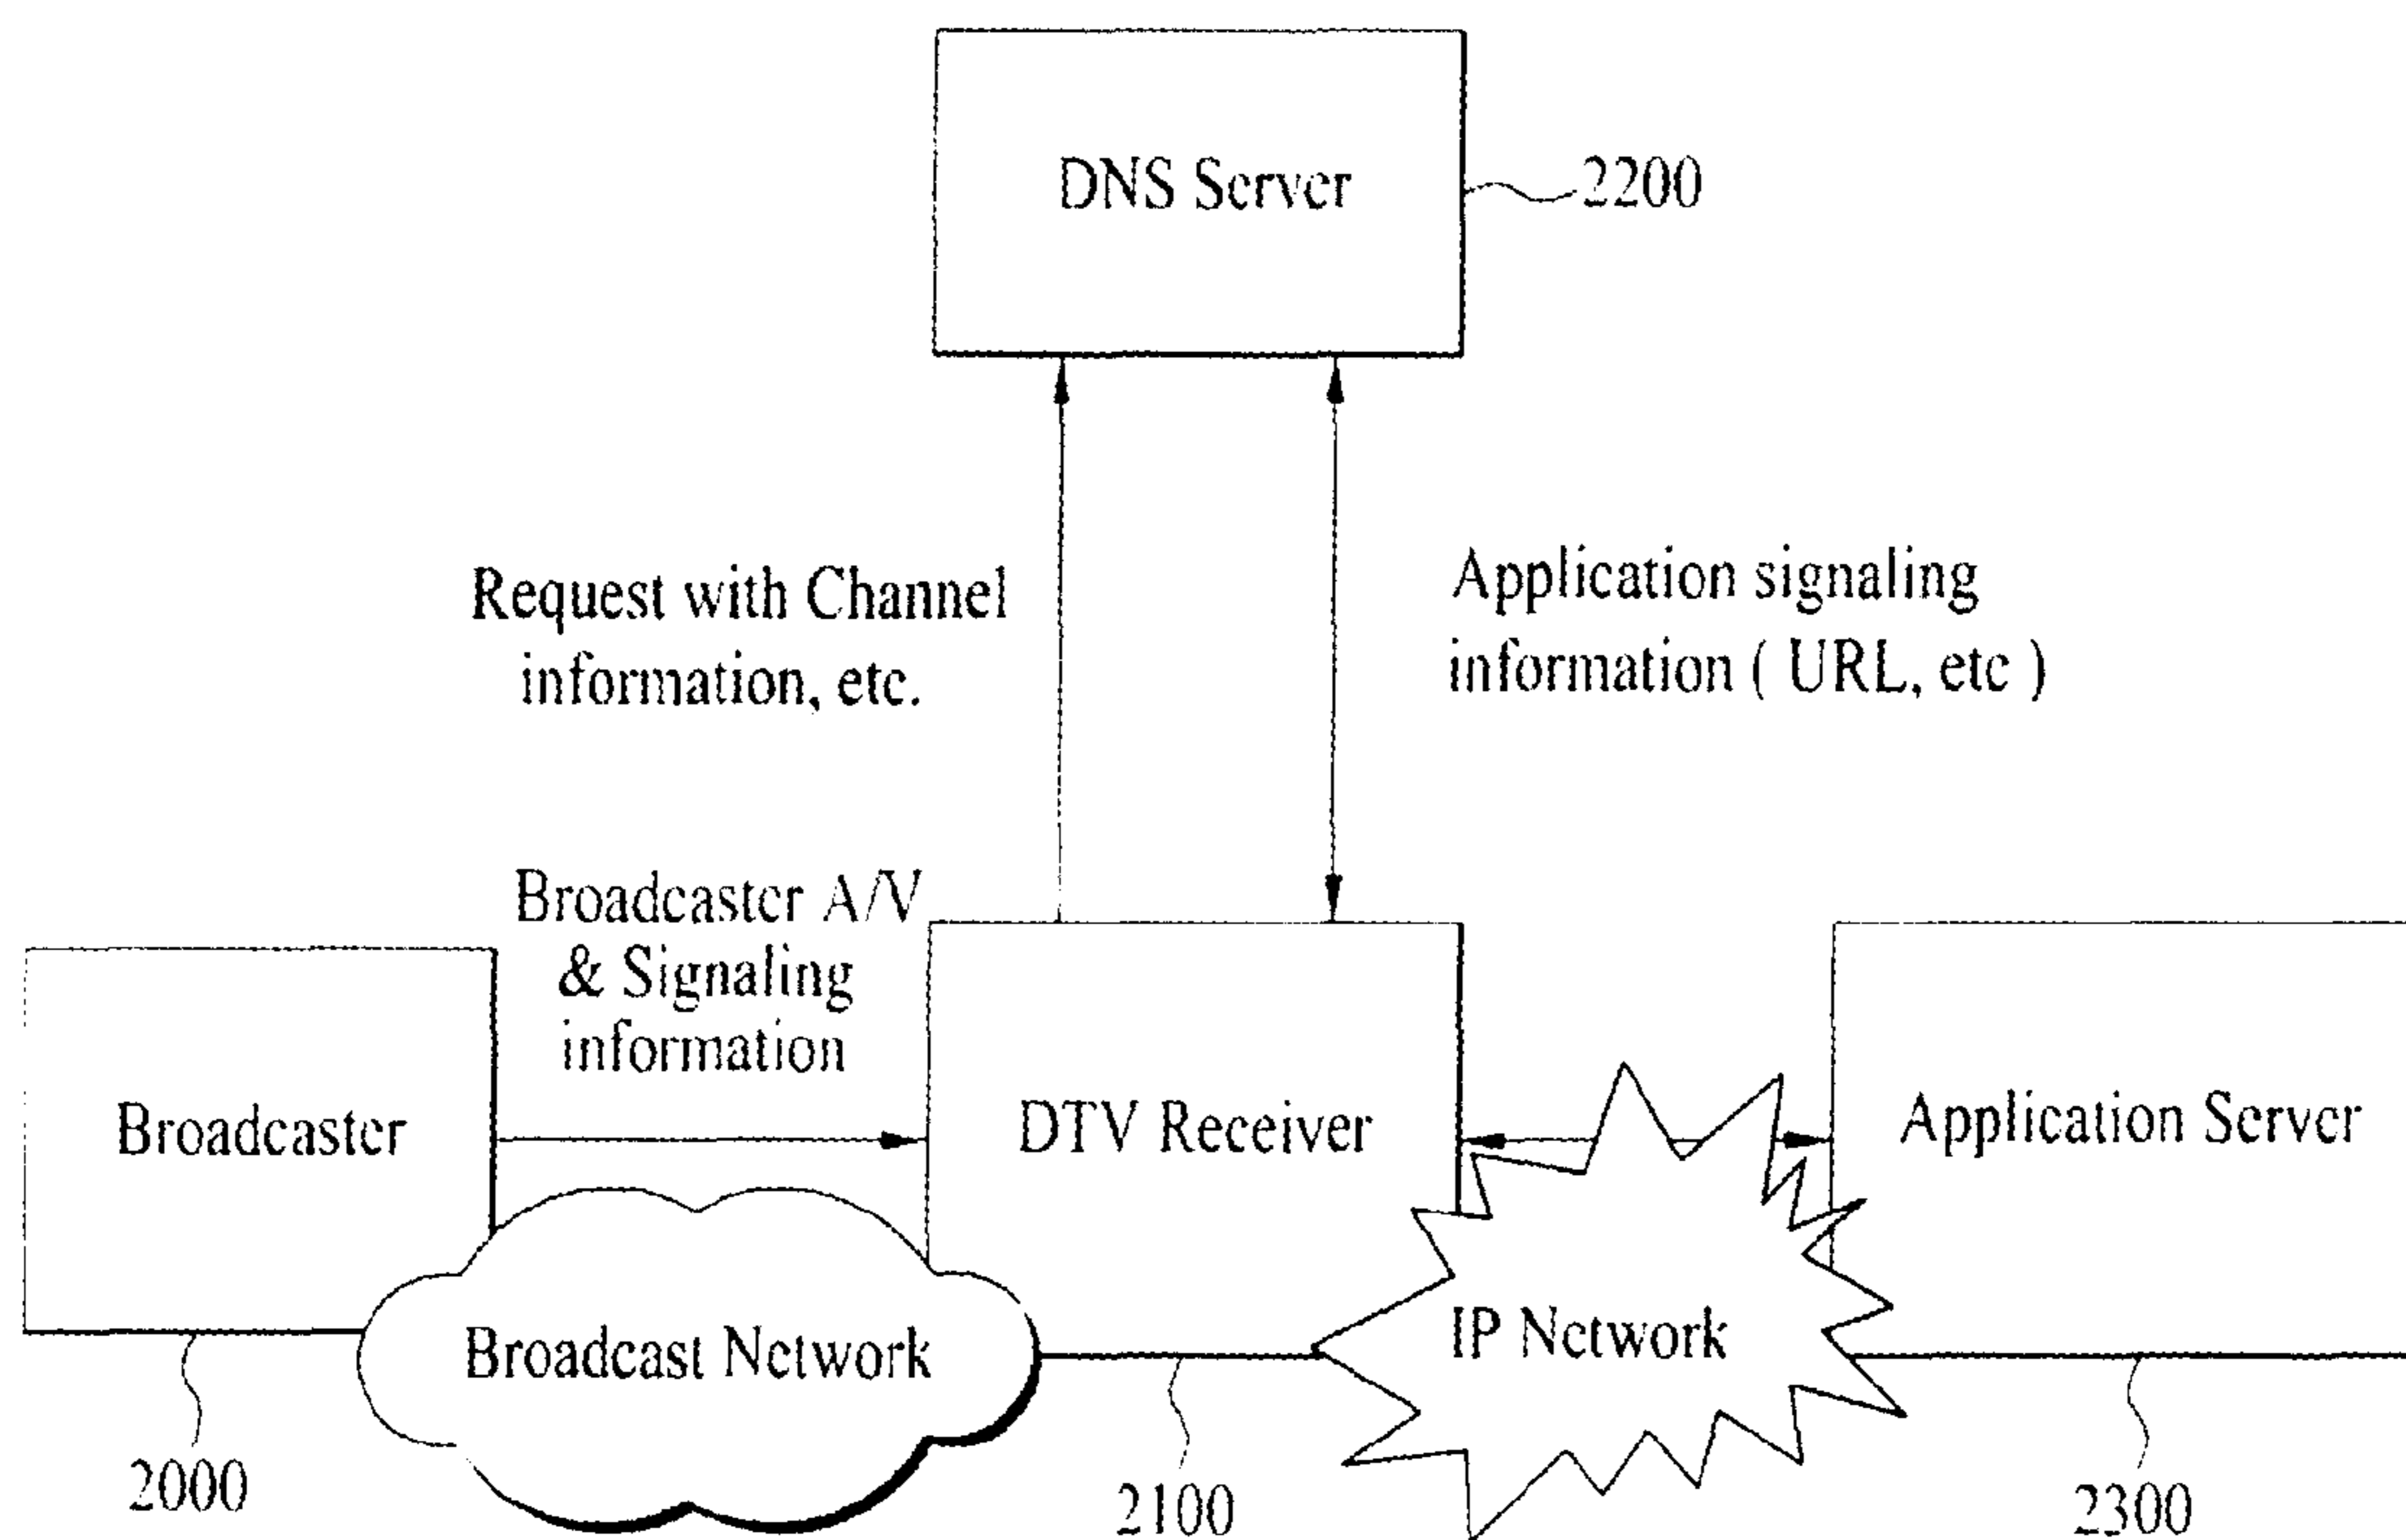 DNS Server
2200
Request with Channel
information, etc.
Application signaling
information ( URL, etc )
Broadcaster A/V
& Signaling
information
Broadcaster
DTV Receiver
Application Server
Broadcast Network
IP Network
2000
2100
2300